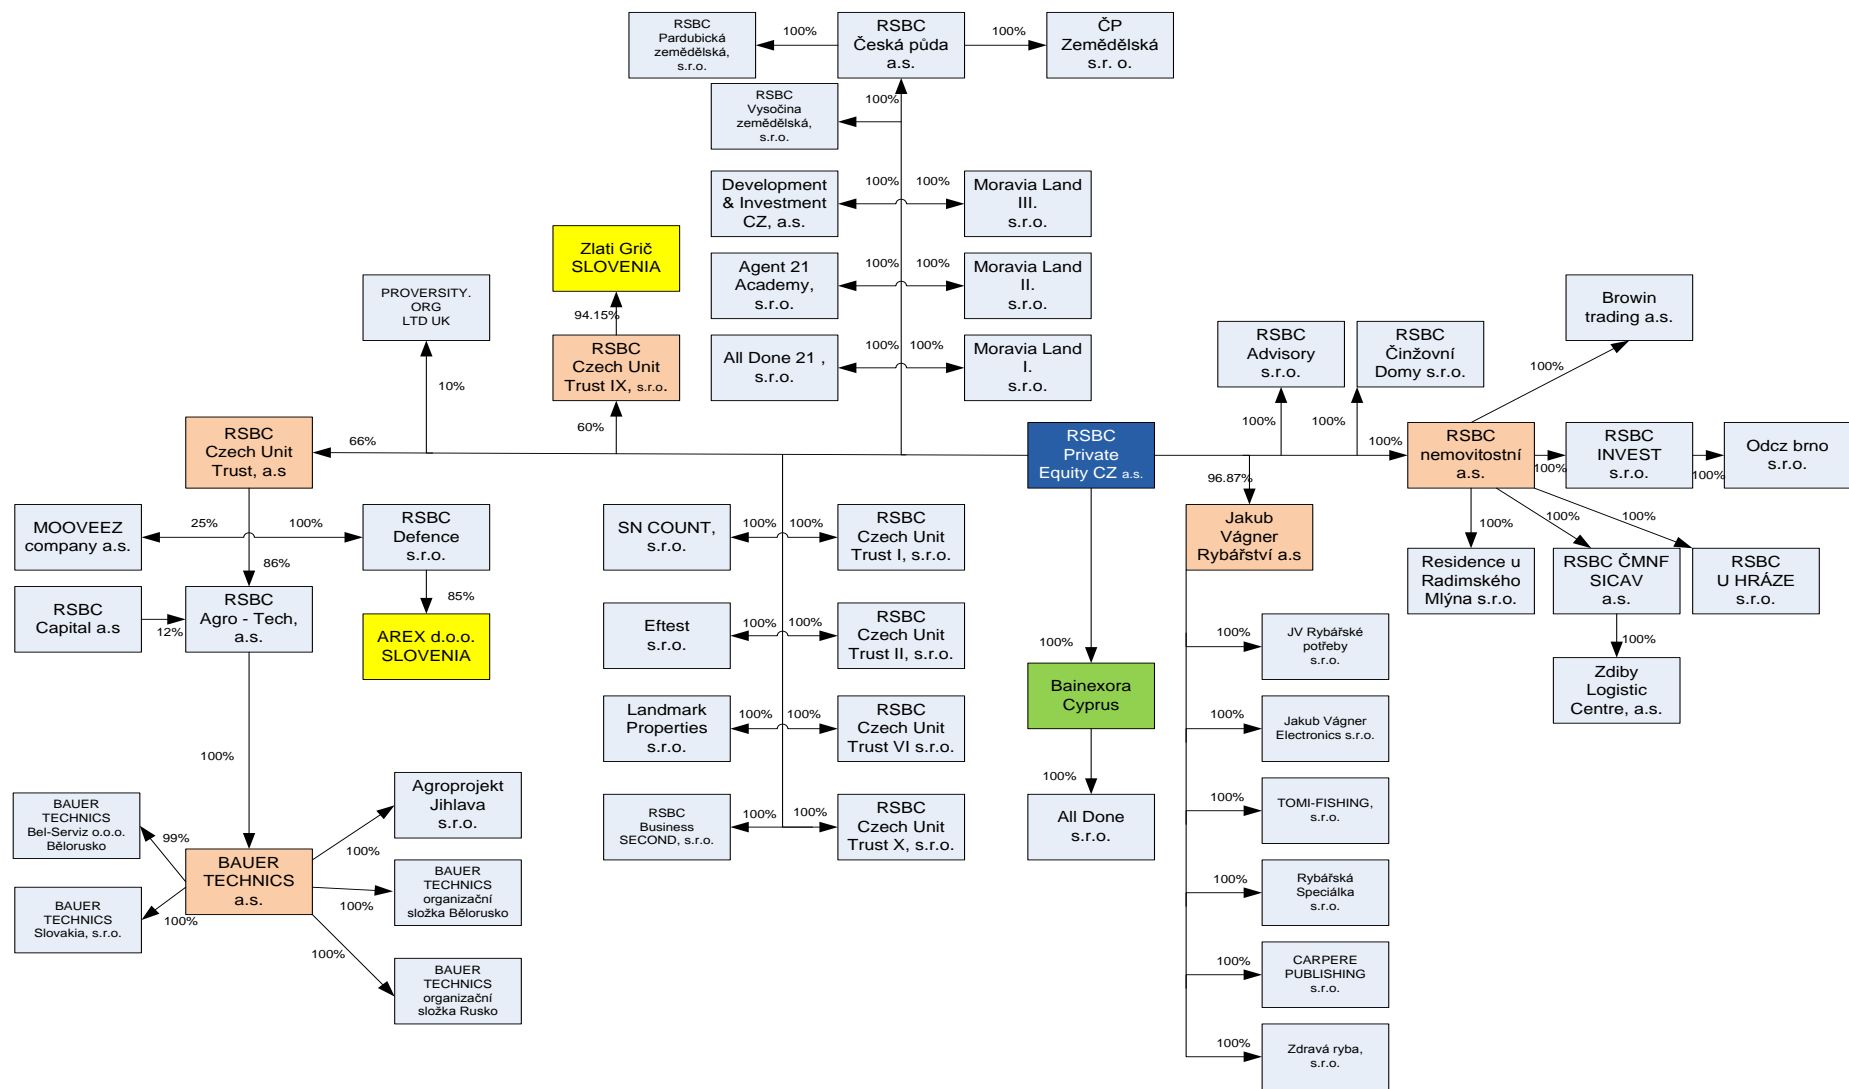 RSBC
Pardubická
zemědělská,
s.r.o.
100%
RSBC
Česká půda
a.s.
100%
ČP
Zemědělská
s.r. o.
RSBC
Vysočina
zemědělská,
s.r.o.
100%
Development
& Investment
CZ, a.s.
100%
100%
Moravia Land
III.
s.r.o.
Zlati Grič
SLOVENIA
Agent 21
Academy,
s.r.o.
100%
100%
Moravia Land
II.
s.r.o.
PROVERSITY.
ORG
LTD UK
94.15%
RSBC
Czech Unit
Trust IX, s.r.o.
All Done 21 ,
s.r.o.
100%
100%
Moravia Land
I.
s.r.o.
RSBC
Advisory
s.r.o.
RSBC
Činžovní
Domy s.r.o.
Browin
trading a.s.
100%
10%
60%
100%
100%
RSBC
Czech Unit
Trust, a.s
66%
RSBC
Private
Equity CZ a.s.
100%
RSBC
nemovitostní
a.s.
100%
RSBC
INVEST
s.r.o.
100%
Odcz brno
s.r.o.
96.87%
MOOVEEZ
company a.s.
25%
100%
RSBC
Defence
s.r.o.
SN COUNT,
s.r.o.
100%
100%
RSBC
Czech Unit
Trust I, s.r.o.
Jakub
Vágner
Rybářství a.s
100%
100%
100%
Residence u
Radimského
Mlýna s.r.o.
RSBC ČMNF
SICAV
a.s.
RSBC
U HRÁZE
s.r.o.
86%
RSBC
Capital a.s
12%
RSBC
Agro - Tech,
a.s.
85%
AREX d.o.o.
SLOVENIA
Eftest
s.r.o.
100%
100%
RSBC
Czech Unit
Trust II, s.r.o.
100%
100%
JV Rybářské
potřeby
s.r.o.
100%
Zdiby
Logistic
Centre, a.s.
Bainexora
Cyprus
Landmark
Properties
s.r.o.
100%
100%
RSBC
Czech Unit
Trust VI s.r.o.
100%
Jakub Vágner
Electronics s.r.o.
100%
100%
BAUER
TECHNICS
Bel-Serviz o.o.o.
Bělorusko
99%
Agroprojekt
Jihlava
s.r.o.
100%
RSBC
Business
SECOND, s.r.o.
100%
100%
RSBC
Czech Unit
Trust X, s.r.o.
All Done
s.r.o.
100%
TOMI-FISHING,
s.r.o.
BAUER
TECHNICS
a.s.
BAUER
TECHNICS
Slovakia, s.r.o.
100%
100%
BAUER
TECHNICS
organizační
složka Bělorusko
100%
Rybářská
Speciálka
s.r.o.
100%
BAUER
TECHNICS
organizační
složka Rusko
100%
CARPERE
PUBLISHING
s.r.o.
100%
Zdravá ryba,
s.r.o.